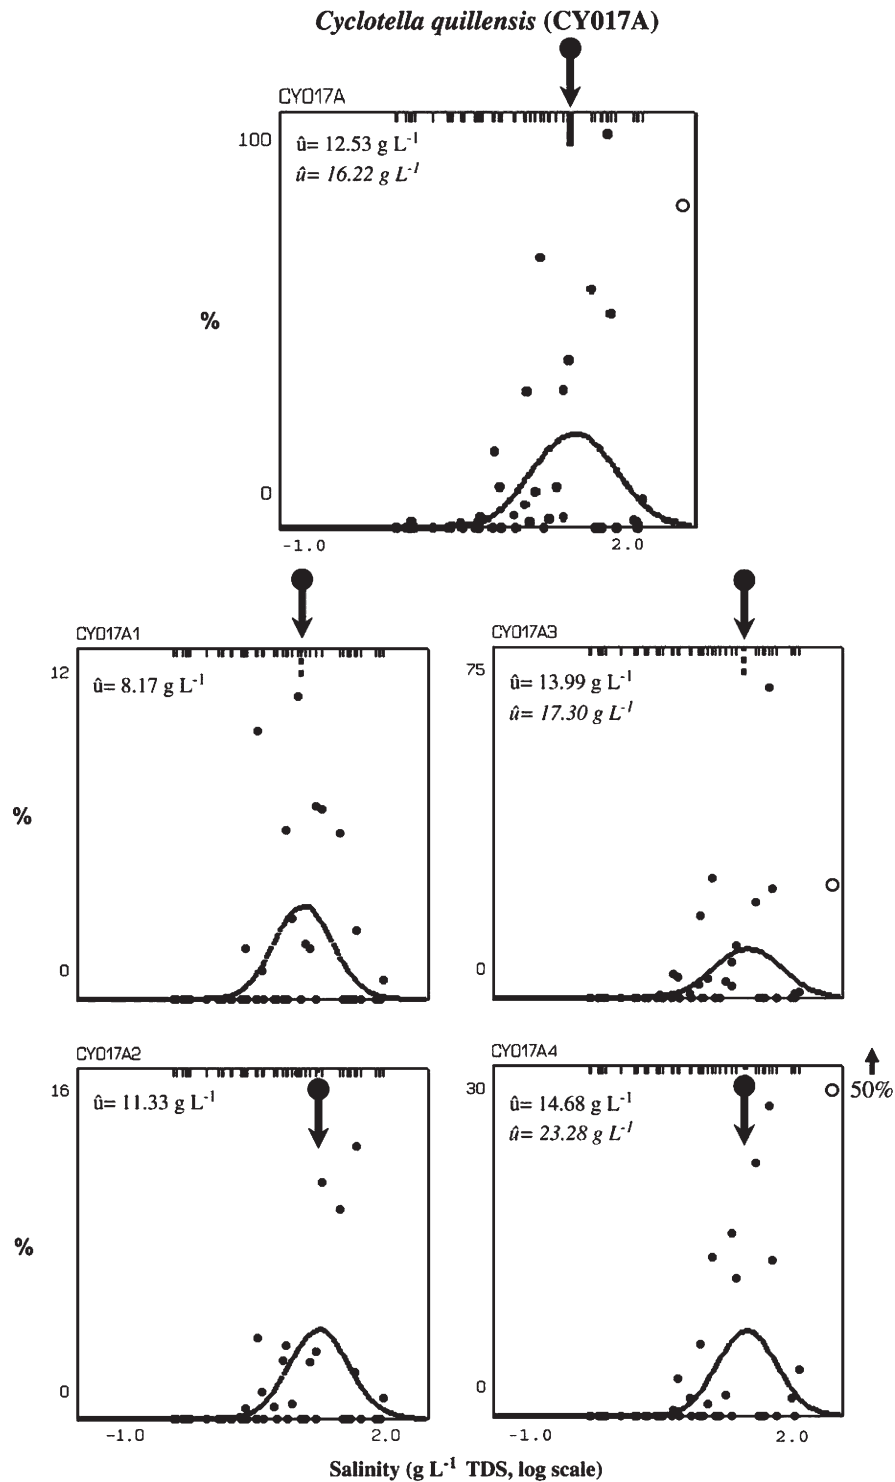 Cyclotella quillensis (CY017A)
CY017A
100
û= 12.53 g L⁻¹
û= 16.22 g L⁻¹
%
0
-1.0 2.0
CY017A1
12
û= 8.17 g L⁻¹
%
0
CY017A3
75
û= 13.99 g L⁻¹
û= 17.30 g L⁻¹
0
CY017A2
16
û= 11.33 g L⁻¹
%
0
-1.0 2.0
CY017A4
30
50%
û= 14.68 g L⁻¹
û= 23.28 g L⁻¹
0
-1.0 2.0
Salinity (g L⁻¹ TDS, log scale)